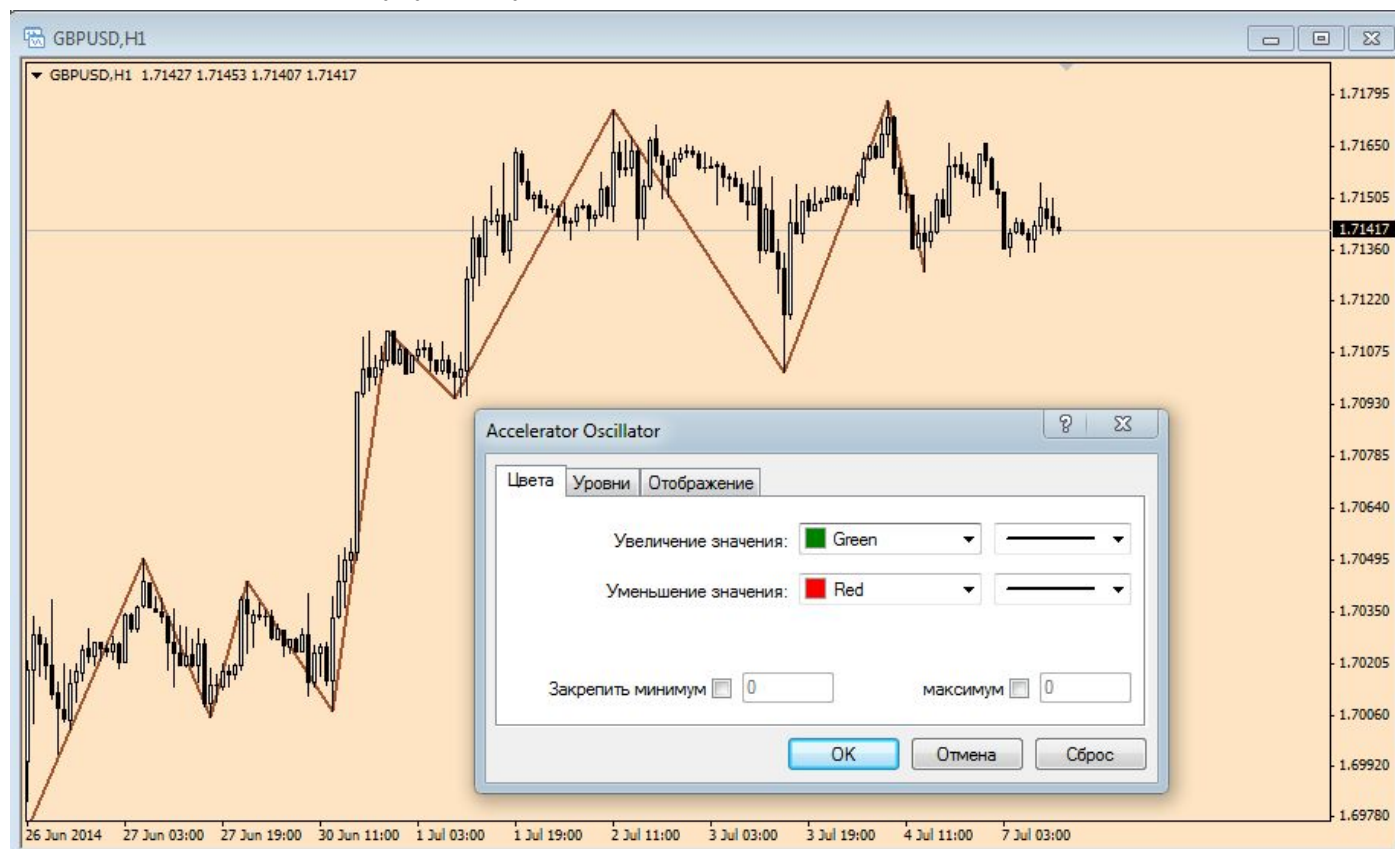 GBPUSD,H1
GBPUSD,H1 1.71427 1.71453 1.71407 1.71417
1.71795
1.71650
1.71505
1.71417
1.71360
1.71220
1.71075
1.70930
1.70785
1.70640
1.70495
1.70350
1.70205
1.70060
1.69920
1.69780
Accelerator Oscillator
Цвета Уровни Отображение
Увеличение значения: Green
Уменьшение значения: Red
Закрепить минимум 0 максимум 0
OK Отмена Сброс
26 Jun 2014 27 Jun 03:00 27 Jun 19:00 30 Jun 11:00 1 Jul 03:00 1 Jul 19:00 2 Jul 11:00 3 Jul 03:00 3 Jul 19:00 4 Jul 11:00 7 Jul 03:00